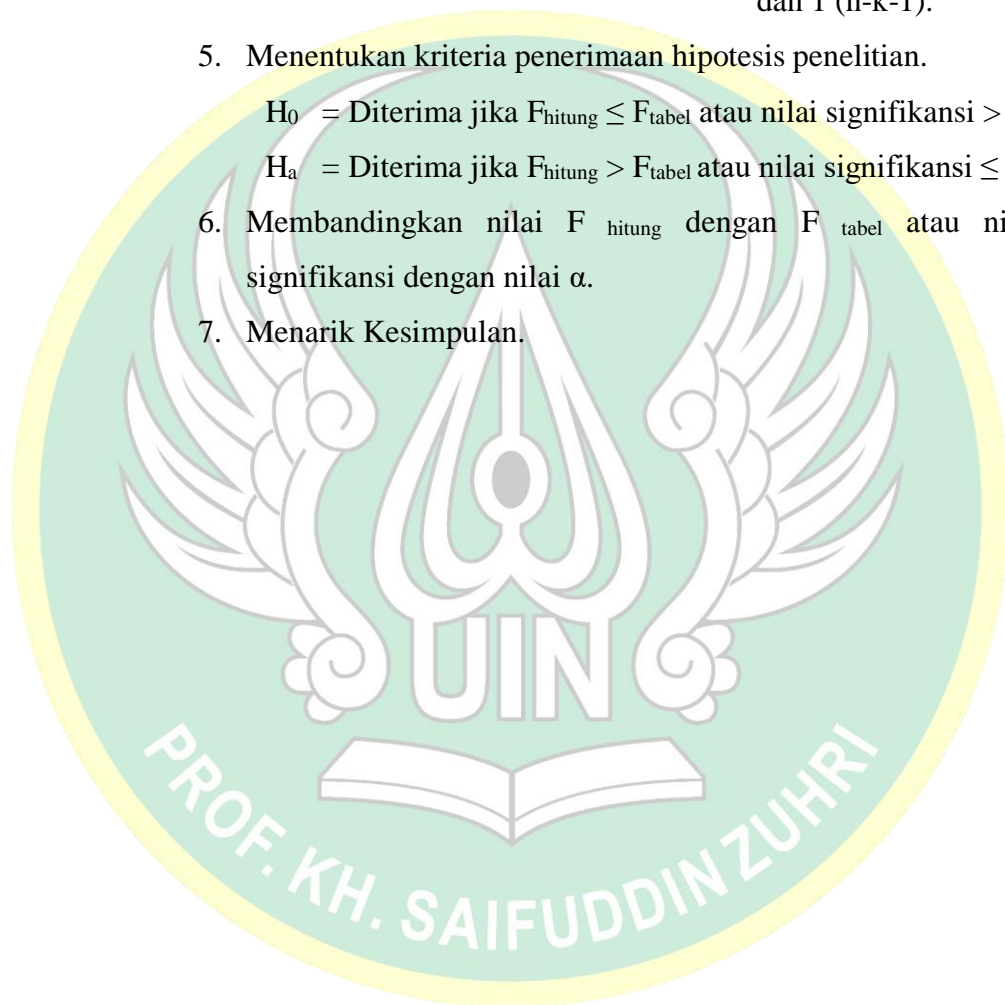 dan 1 (n-k-1).
5. Menentukan kriteria penerimaan hipotesis penelitian.
H₀ = Diterima jika Fhitung ≤ Ftabel atau nilai signifikansi >
Hₐ = Diterima jika Fhitung > Ftabel atau nilai signifikansi ≤
6. Membandingkan nilai F hitung dengan F tabel atau
signifikansi dengan nilai α.
7. Menarik Kesimpulan.
UIN
PROF. KH. SAIFUDDIN ZUHRI